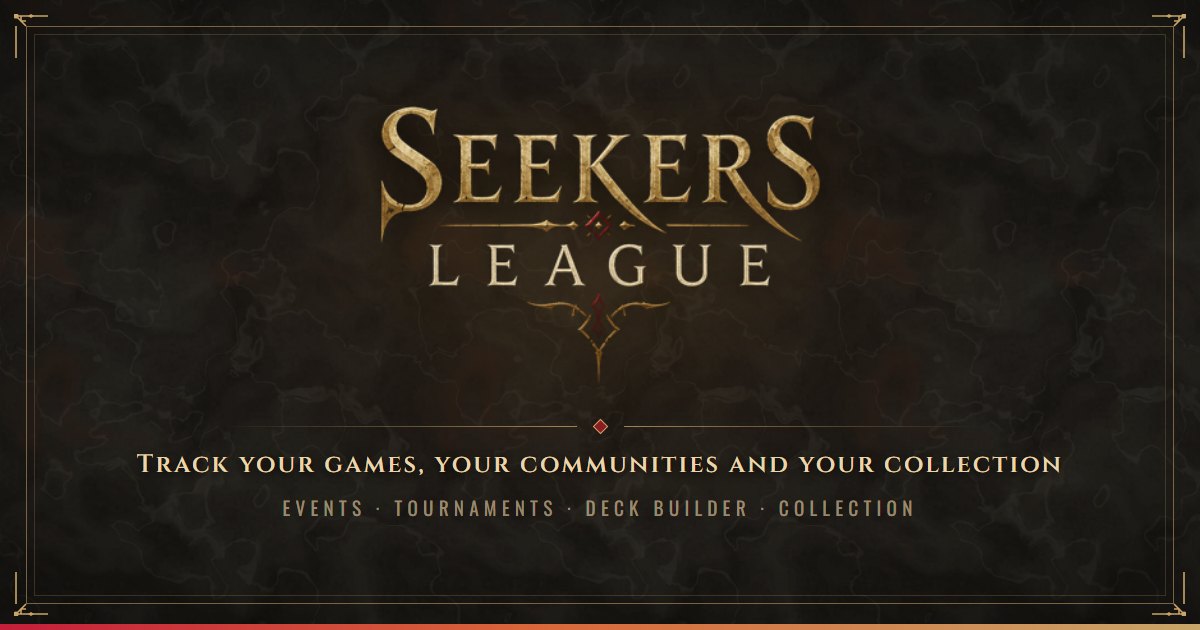 SEEKERS
LEAGUE
TRACK YOUR GAMES, YOUR COMMUNITIES AND YOUR COLLECTION
EVENTS · TOURNAMENTS · DECK BUILDER · COLLECTION